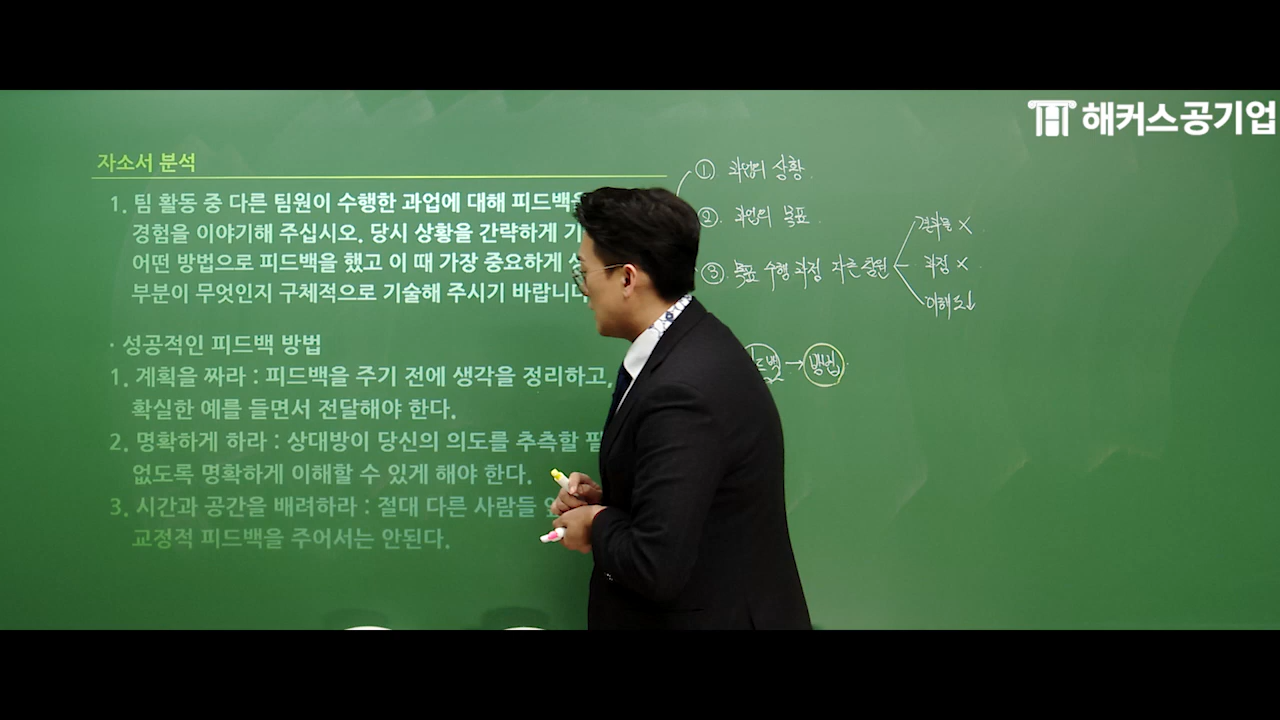 해커스공기업
자소서 분석
1. 팀 활동 중 다른 팀원이 수행한 과업에 대해 피드백을
경험을 이야기해 주십시오. 당시 상황을 간략하게 기
어떤 방법으로 피드백을 했고 이 때 가장 중요하게
부분이 무엇인지 구체적으로 기술해 주시기 바랍니다
· 성공적인 피드백 방법
1. 계획을 짜라 : 피드백을 주기 전에 생각을 정리하고,
확실한 예를 들면서 전달해야 한다.
2. 명확하게 하라 : 상대방이 당신의 의도를 추측할
없도록 명확하게 이해할 수 있게 해야 한다.
3. 시간과 공간을 배려하라 : 절대 다른 사람들
교정적 피드백을 주어서는 안된다.
① 과업의 상황.
②. 과업의 목표.
③. 목표 수행 과정 다른 팀원
결과물 X.
과정 X.
이해도↓
→ 방법